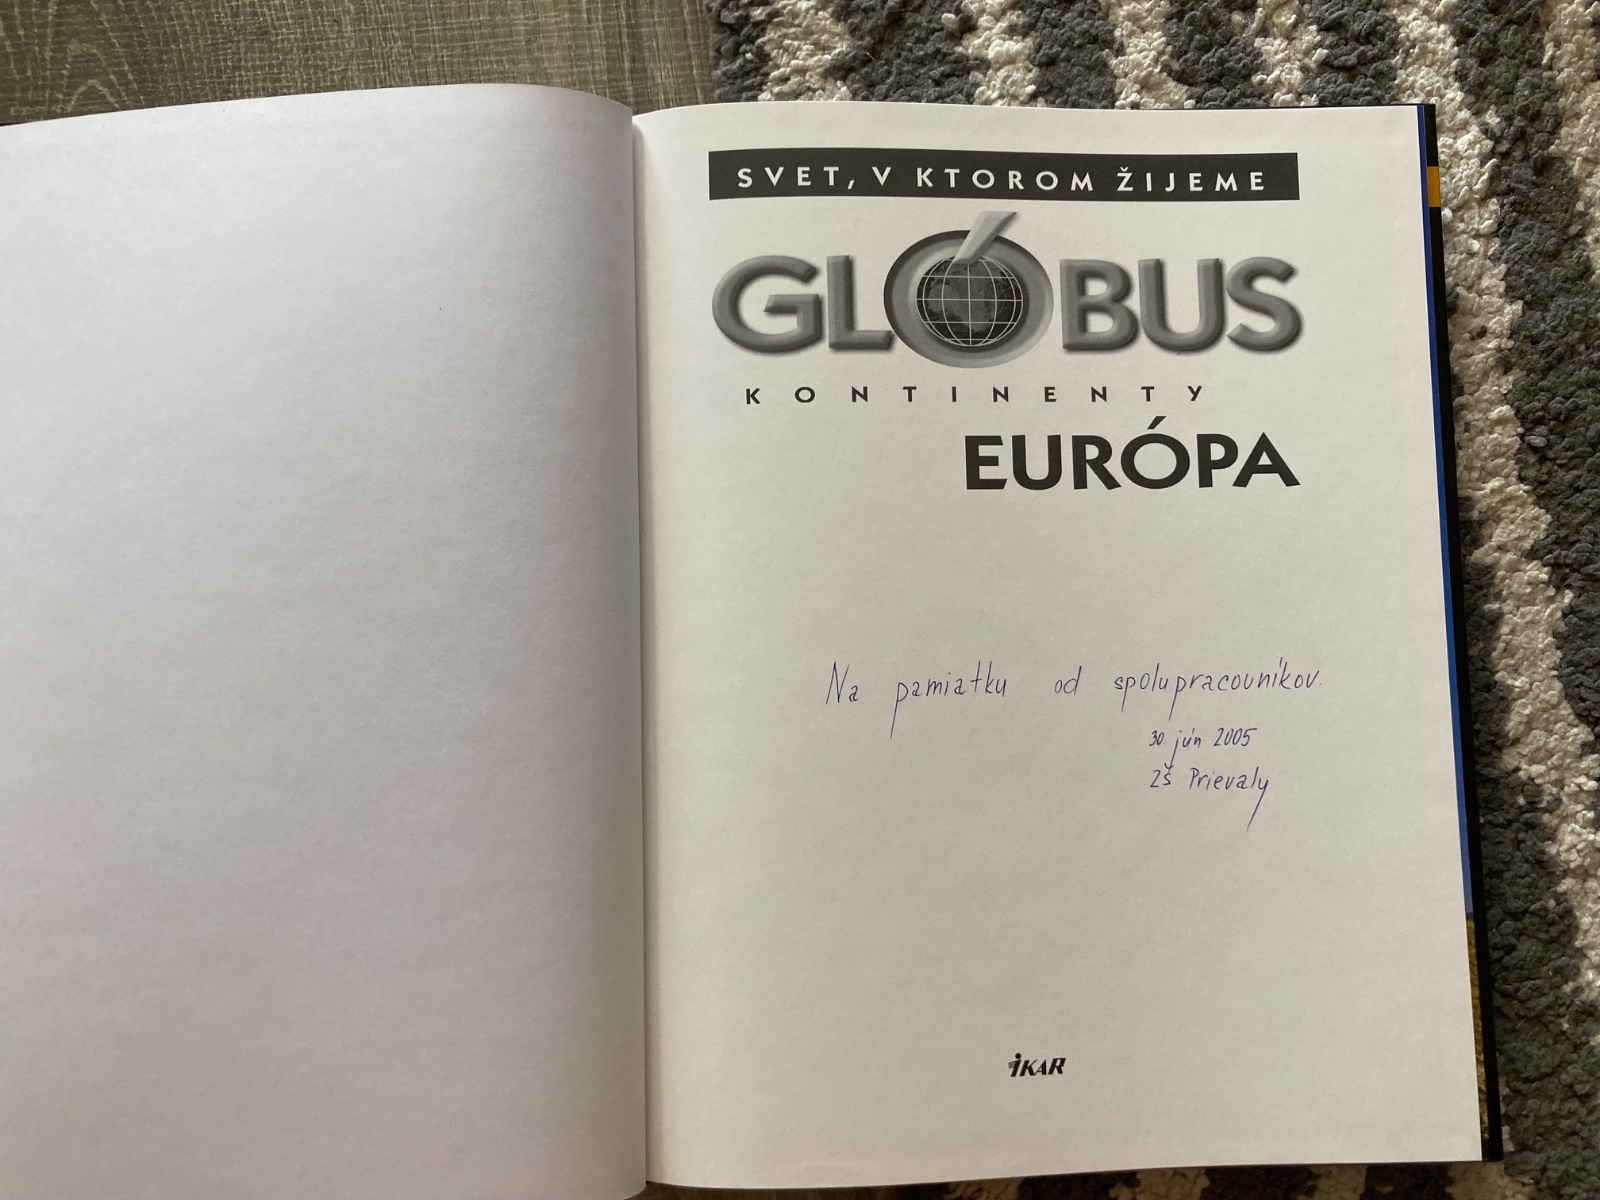 SVET, V KTOROM ŽIJEME
GLÓBUS
KONTINENTY
EURÓPA
Na pamiatku od spolupracovníkov.
30. jún 2005
ZŠ Prievaly
IKAR